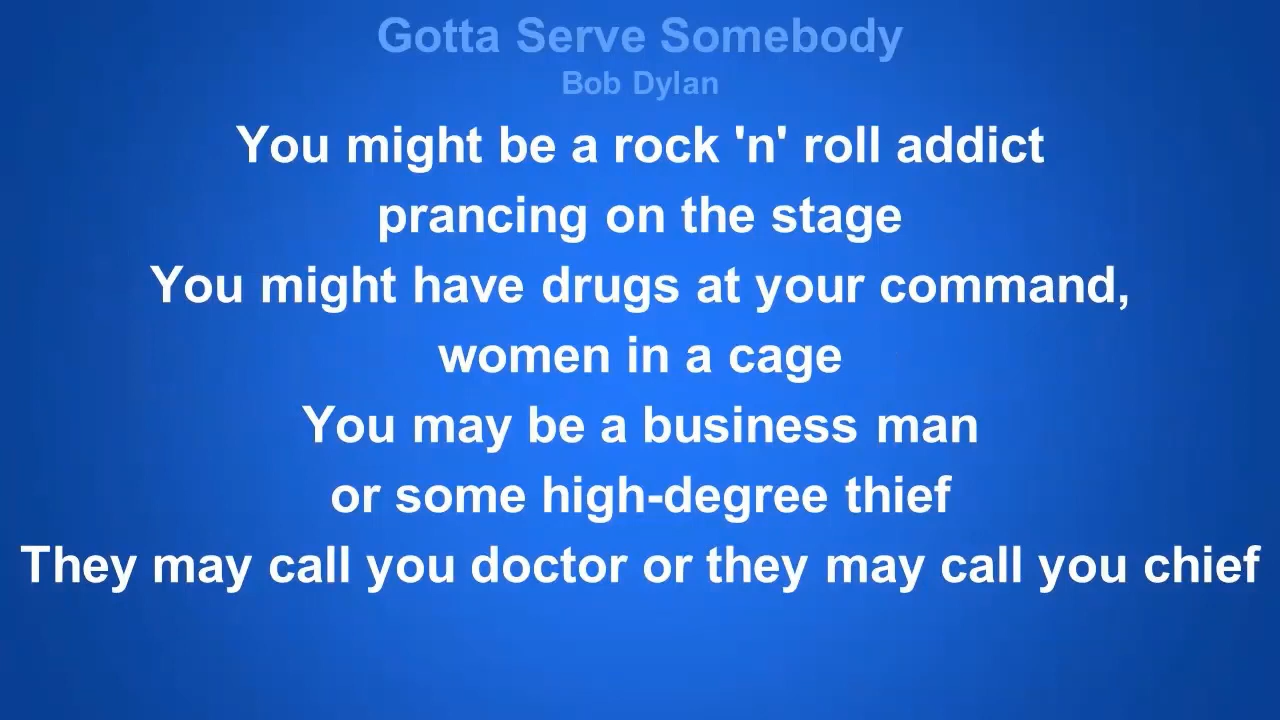 Gotta Serve Somebody
Bob Dylan
You might be a rock 'n' roll addict
prancing on the stage
You might have drugs at your command,
women in a cage
You may be a business man
or some high-degree thief
They may call you doctor or they may call you chief